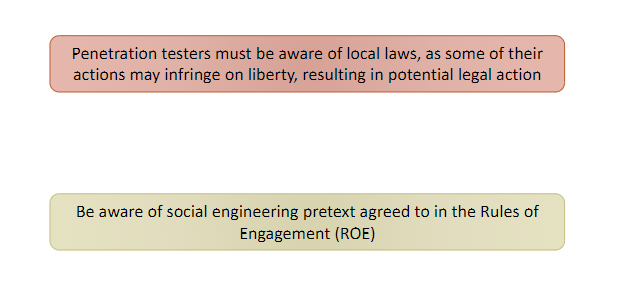 Penetration testers must be aware of local laws, as some of their
actions may infringe on liberty, resulting in potential legal action
Be aware of social engineering pretext agreed to in the Rules of
Engagement (ROE)